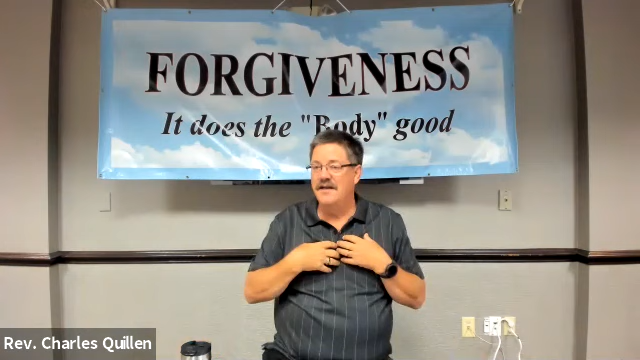 FORGIVENESS
It does the "Body" good
Rev. Charles Quillen